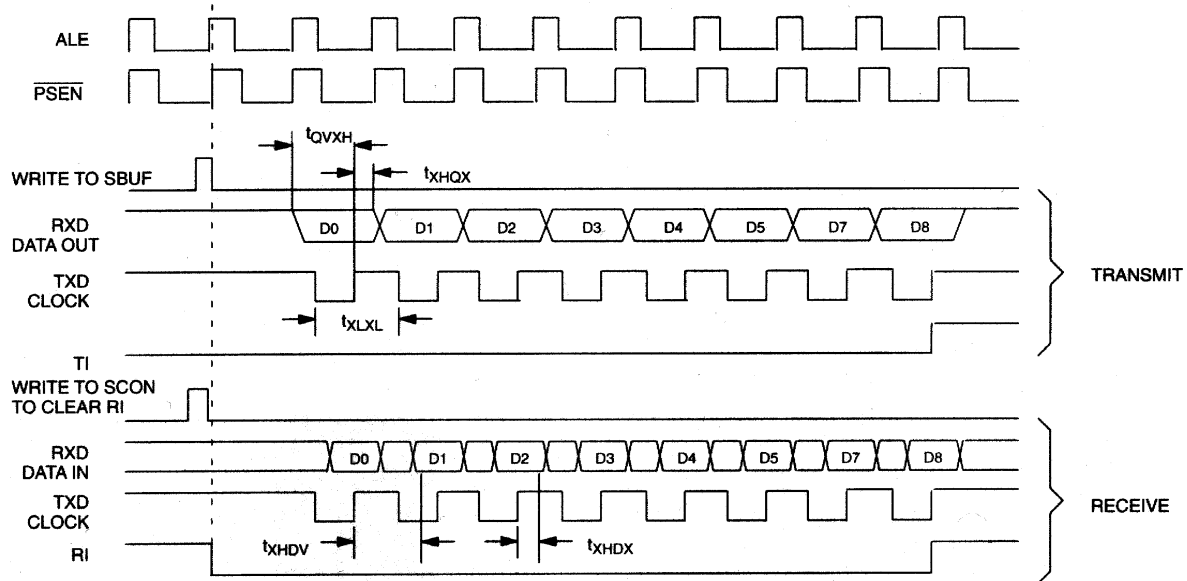 ALE
PSEN
tQVXH
WRITE TO SBUF
tXHQX
RXD
DATA OUT
D0 D1 D2 D3 D4 D5 D7 D8
TXD
CLOCK
TRANSMIT
tXLXL
TI
WRITE TO SCON
TO CLEAR RI
RXD
DATA IN
D0 D1 D2 D3 D4 D5 D7 D8
TXD
CLOCK
RECEIVE
tXHDV
tXHDX
RI